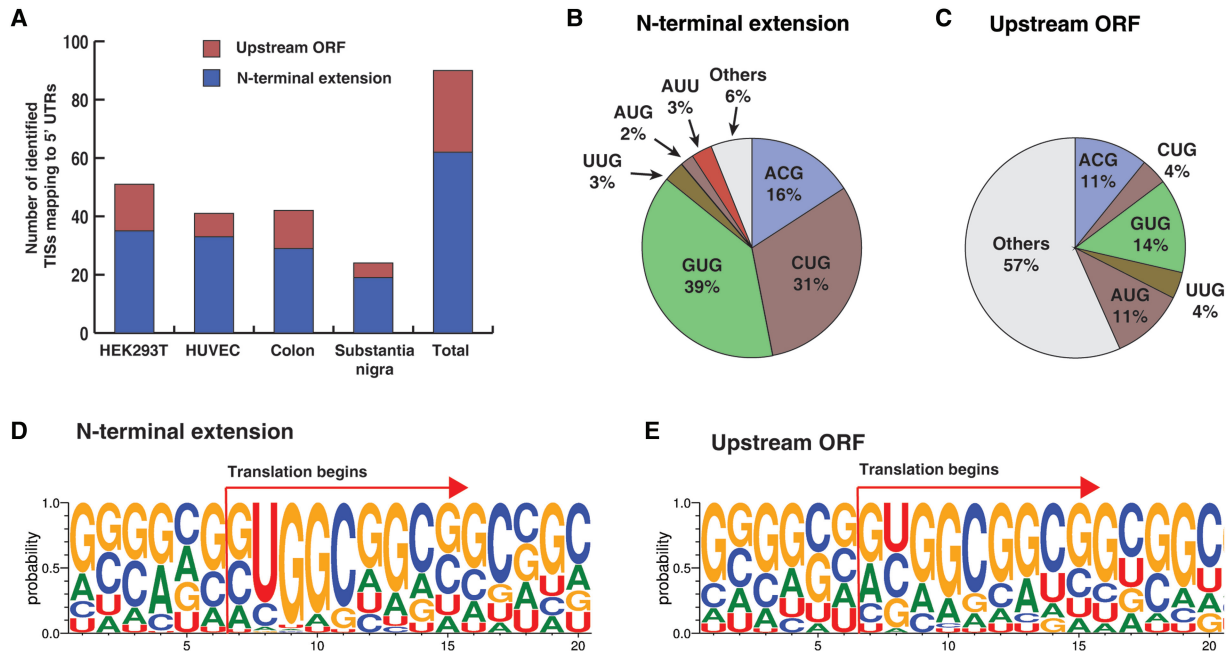 A
Number of identified
TISs mapping to 5' UTRs
100
80
60
40
20
0
Upstream ORF
N-terminal extension
HEK293T
HUVEC
Colon
Substantia
nigra
Total
B
N-terminal extension
Others
6%
AUU
3%
AUG
2%
UUG
3%
ACG
16%
CUG
31%
GUG
39%
C
Upstream ORF
ACG
11%
CUG
4%
GUG
14%
UUG
4%
AUG
11%
Others
57%
D
N-terminal extension
Translation begins
probability
1.0
0.5
0.0
5
10
15
20
E
Upstream ORF
Translation begins
probability
1.0
0.5
0.0
5
10
15
20